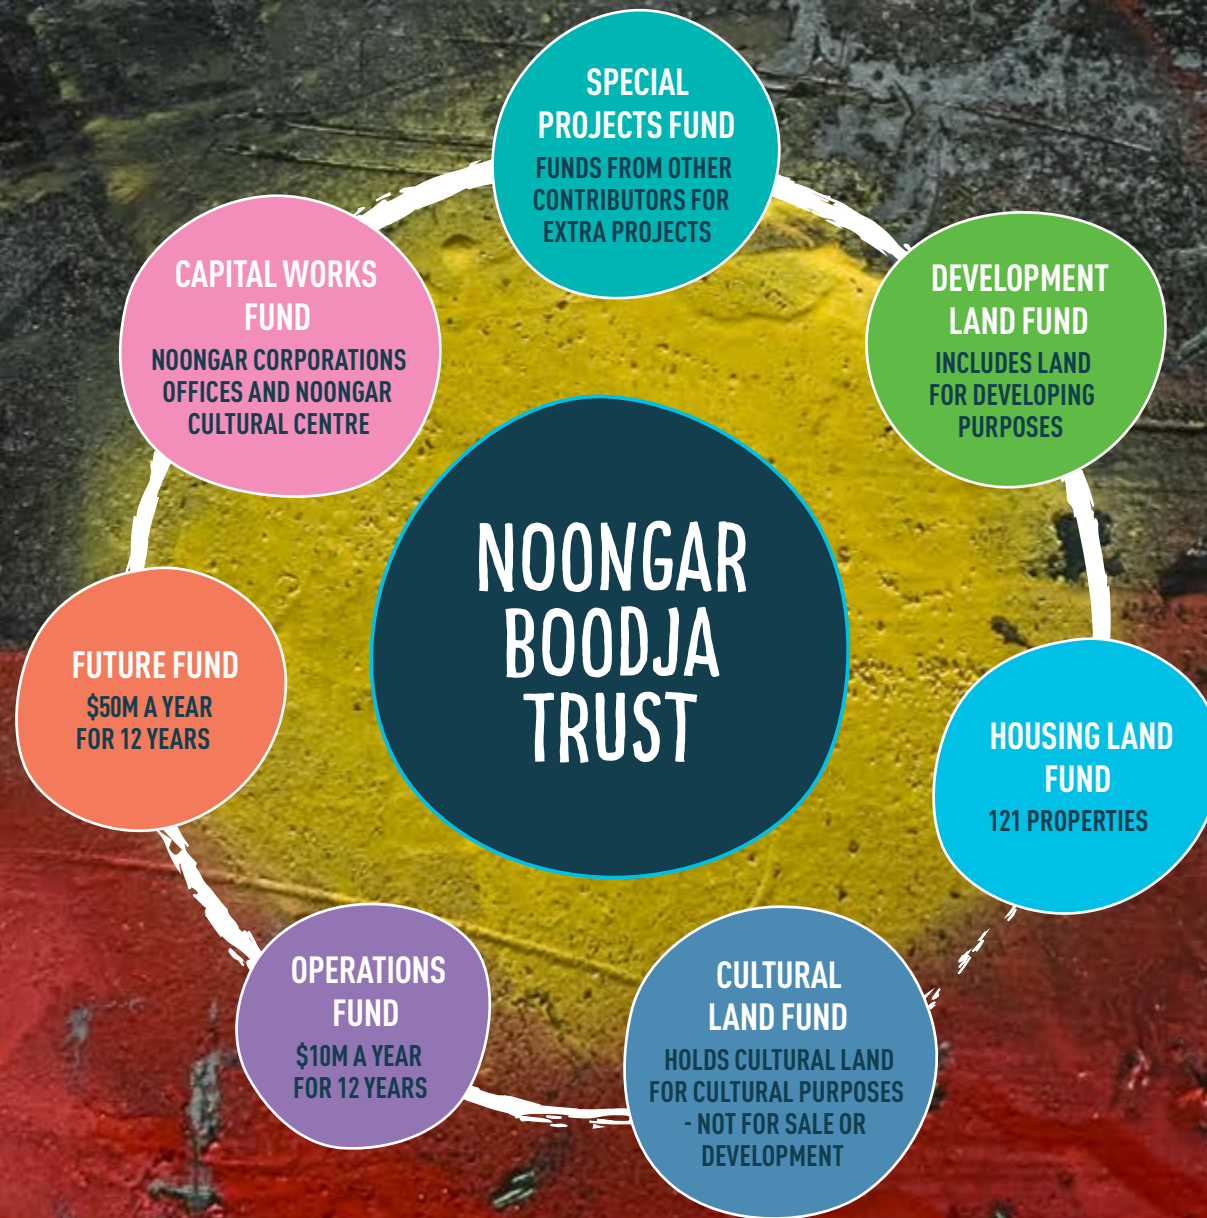 SPECIAL
PROJECTS FUND
FUNDS FROM OTHER
CONTRIBUTORS FOR
EXTRA PROJECTS
DEVELOPMENT
LAND FUND
INCLUDES LAND
FOR DEVELOPING
PURPOSES
HOUSING LAND
FUND
121 PROPERTIES
CULTURAL
LAND FUND
HOLDS CULTURAL LAND
FOR CULTURAL PURPOSES
- NOT FOR SALE OR
DEVELOPMENT
OPERATIONS
FUND
$10M A YEAR
FOR 12 YEARS
FUTURE FUND
$50M A YEAR
FOR 12 YEARS
CAPITAL WORKS
FUND
NOONGAR CORPORATIONS
OFFICES AND NOONGAR
CULTURAL CENTRE
NOONGAR
BOODJA
TRUST